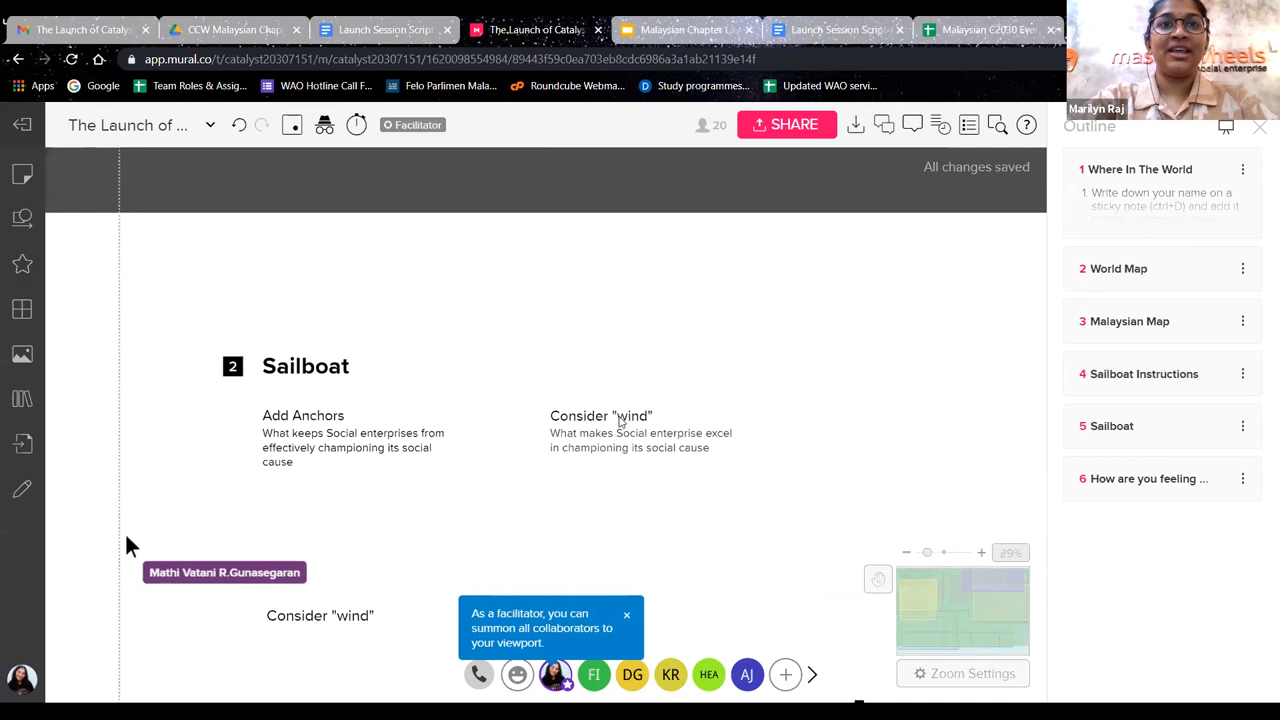 The Launch of Cataly
CCW Malaysian Chap
Launch Session Script
The Launch of Cataly
Malaysian Chapter L
Launch Session Script
Malaysian C2030 Eve
app.mural.co/t/catalyst20307151/m/catalyst20307151/1620098554984/89443f59c0ea703eb8cdc6986a3a1ab21139e14f
Apps
Google
Team Roles & Assig...
WAO Hotline Call F...
Felo Parlimen Mala...
Roundcube Webma...
Study programmes...
Updated WAO servi...
social enterprise
Marilyn Raj
The Launch of ...
Facilitator
20
SHARE
Outline
All changes saved
1 Where In The World
1. Write down your name on a
sticky note (ctrl+D) and add it
2 World Map
3 Malaysian Map
4 Sailboat Instructions
5 Sailboat
6 How are you feeling ...
2 Sailboat
Add Anchors
What keeps Social enterprises from
effectively championing its social
cause
Consider "wind"
What makes Social enterprise excel
in championing its social cause
Mathi Vatani R.Gunasegaran
Consider "wind"
As a facilitator, you can
summon all collaborators to
your viewport.
29%
FI
DG
KR
HEA
AJ
Zoom Settings